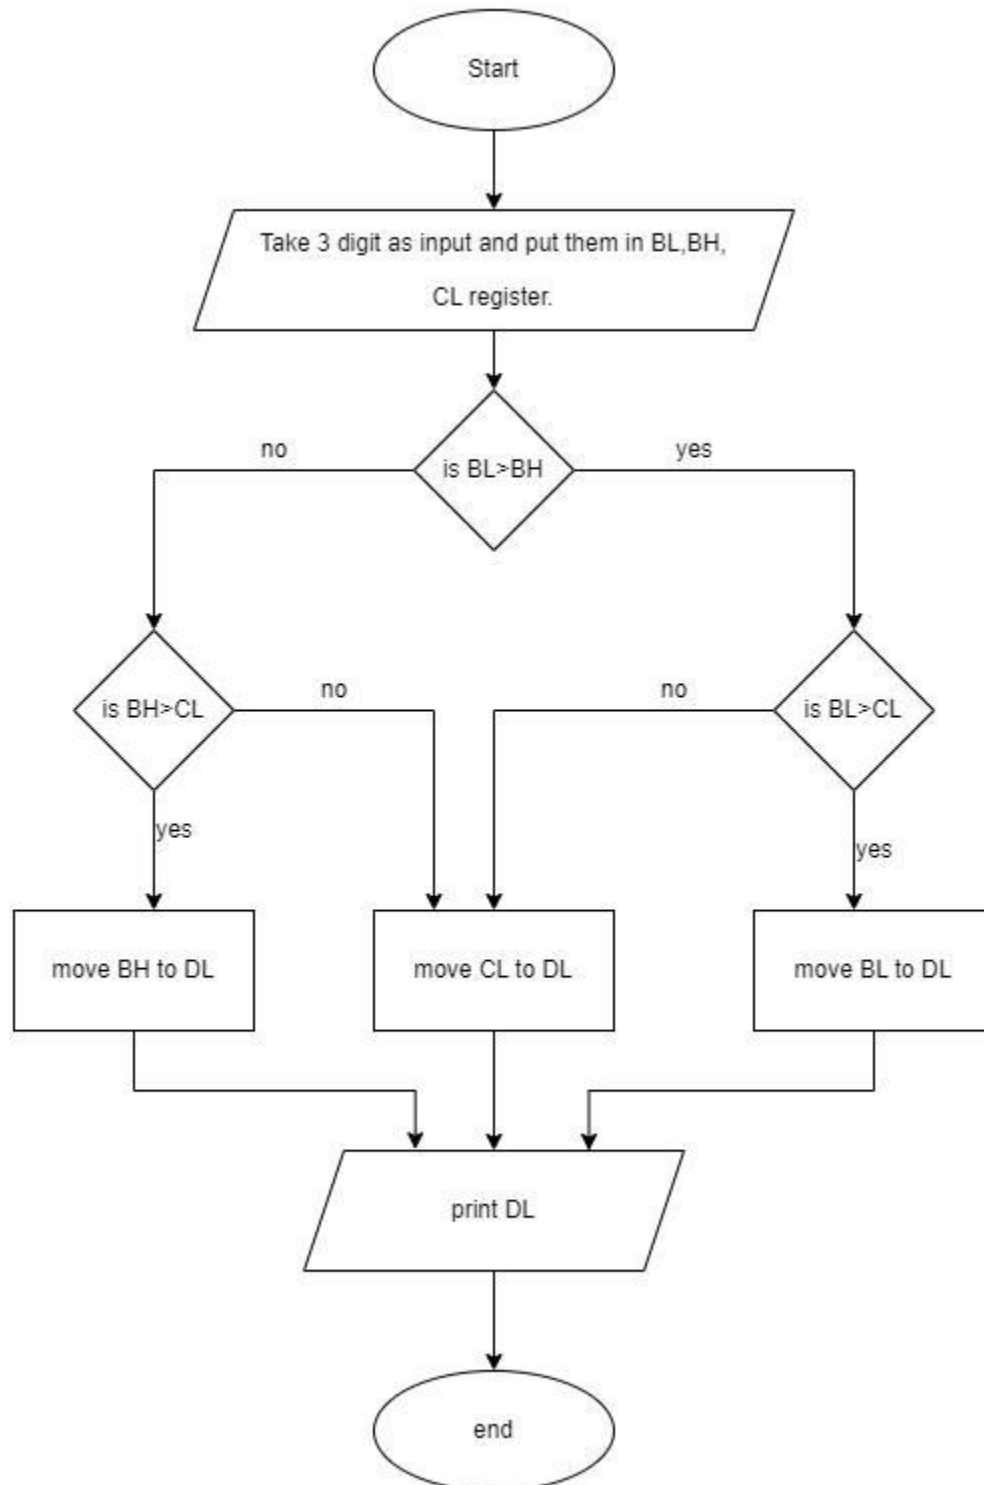 Start
Take 3 digit as input and put them in BL,BH,
CL register.
is BL>BH
no
yes
is BH>CL
no
no
is BL>CL
yes
yes
move BH to DL
move CL to DL
move BL to DL
print DL
end